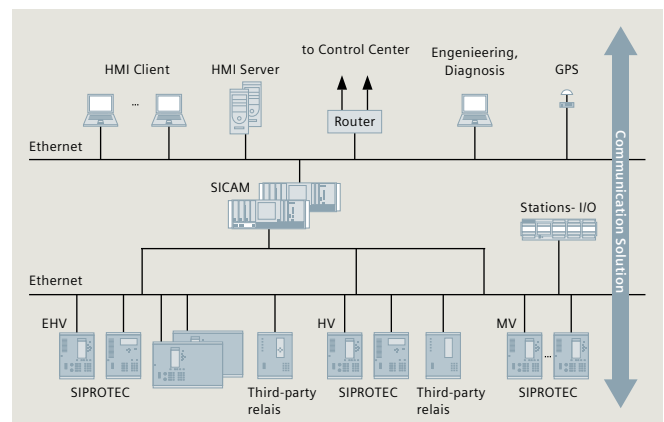 to Control Center
Engenieering,
Diagnosis
HMI Client
HMI Server
GPS
...
Router
Ethernet
SICAM
Stations- I/O
Communication Solution
Ethernet
EHV
HV
MV
...
SIPROTEC
Third-party
relais
SIPROTEC
Third-party
relais
SIPROTEC